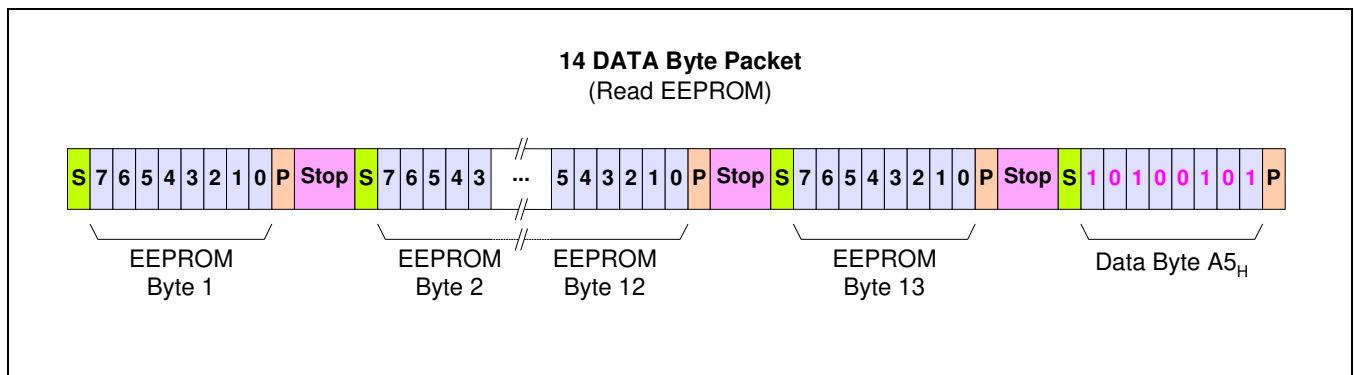 14 DATA Byte Packet
(Read EEPROM)
S 7 6 5 4 3 2 1 0 P Stop S 7 6 5 4 3 ... 5 4 3 2 1 0 P Stop S 7 6 5 4 3 2 1 0 P Stop S 1 0 1 0 0 1 0 1 P
EEPROM EEPROM EEPROM EEPROM Data Byte A5H
Byte 1 Byte 2 Byte 12 Byte 13